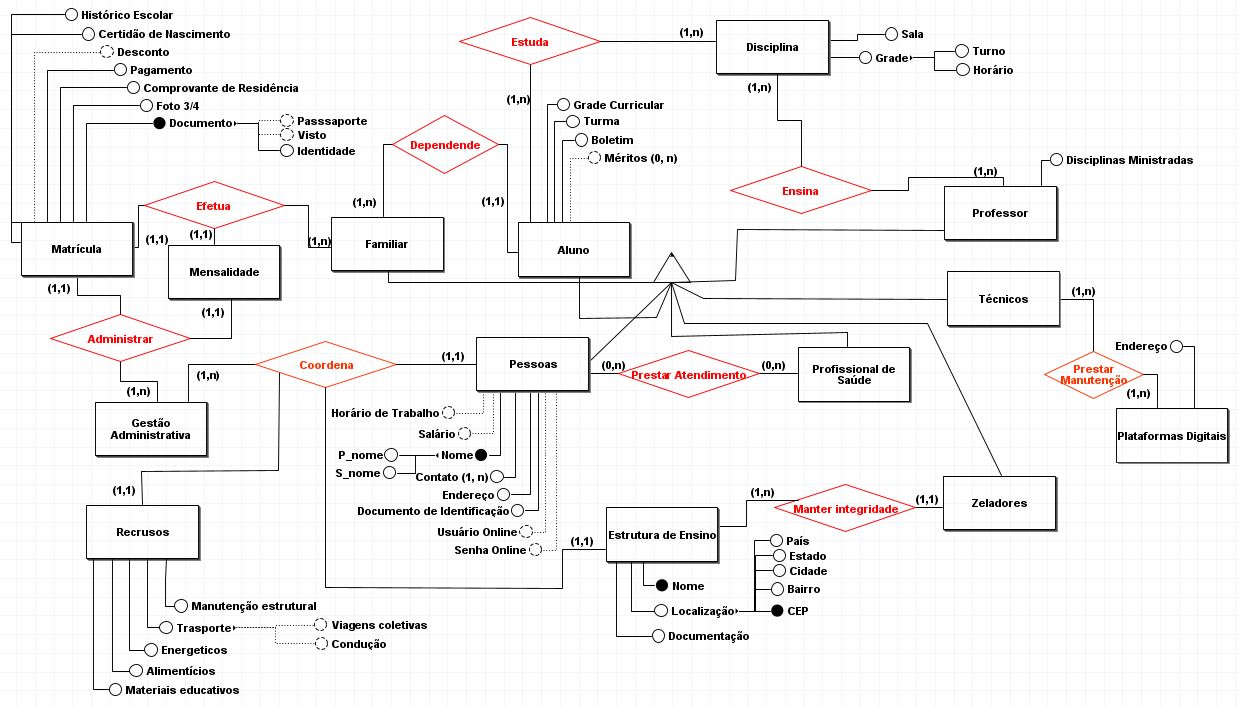 Histórico Escolar
Certidão de Nascimento
Desconto
Pagamento
Comprovante de Residência
Foto 3/4
Documento
Passsaporte
Visto
Identidade
Estuda
(1,n)
Disciplina
Sala
Grade
Turno
Horário
(1,n)
(1,n)
Grade Curricular
Turma
Boletim
Méritos (0, n)
Dependende
(1,n)
(1,1)
Ensina
(1,n)
Disciplinas Ministradas
Professor
Efetua
(1,1)
(1,1)
(1,n)
Matrícula
Mensalidade
Familiar
Aluno
(1,1)
(1,1)
Administrar
(1,n)
Gestão
Administrativa
(1,n)
Coordena
(1,1)
Pessoas
(0,n)
Prestar Atendimento
(0,n)
Profissional de
Saúde
Técnicos
(1,n)
Endereço
Prestar
Manutenção
(1,n)
Plataformas Digitais
Horário de Trabalho
Salário
P_nome
Nome
S_nome
Contato (1, n)
Endereço
Documento de Identificação
Usuário Online
Senha Online
(1,1)
Recrusos
Manutenção estrutural
Trasporte
Viagens coletivas
Condução
Energeticos
Alimentícios
Materiais educativos
(1,1)
Estrutura de Ensino
(1,n)
Manter integridade
(1,1)
Zeladores
Nome
Localização
País
Estado
Cidade
Bairro
CEP
Documentação